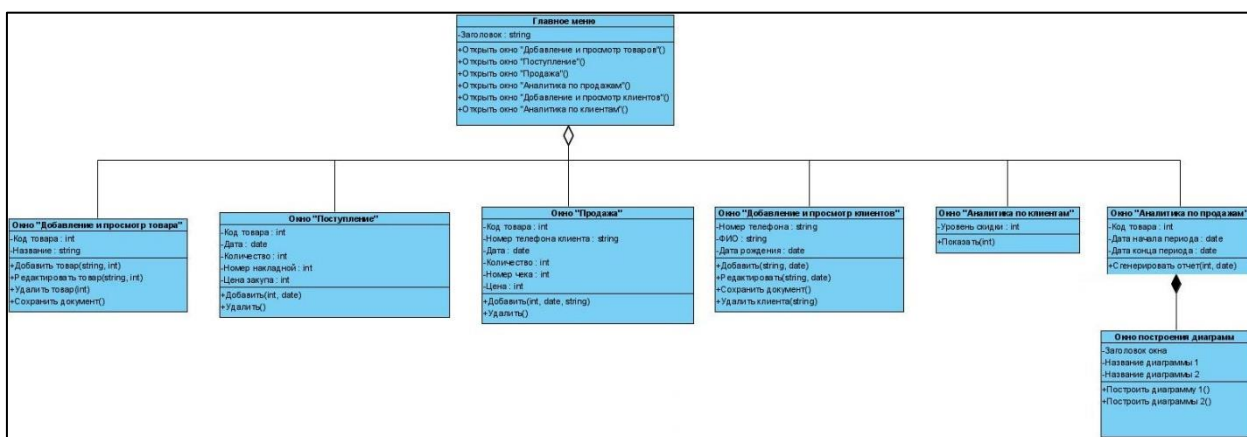 Главное меню
-Заголовок : string
+Открыть окно "Добавление и просмотр товаров"()
+Открыть окно "Поступление"()
+Открыть окно "Продажа"()
+Открыть окно "Аналитика по продажам"()
+Открыть окно "Добавление и просмотр клиентов"()
+Открыть окно "Аналитика по клиентам"()
Окно "Добавление и просмотр товара"
-Код товара : int
-Название : string
+Добавить товар(string, int)
+Редактировать товар(string, int)
+Удалить товар(int)
+Сохранить документ()
Окно "Поступление"
-Код товара : int
-Дата : date
-Количество : int
-Номер накладной : int
-Цена закупа : int
+Добавить(int, date)
+Удалить()
Окно "Продажа"
-Код товара : int
-Номер телефона клиента : string
-Дата : date
-Количество : int
-Номер чека : int
-Цена : int
+Добавить(int, date, string)
+Удалить()
Окно "Добавление и просмотр клиентов"
-Номер телефона : string
-ФИО : string
-Дата рождения : date
+Добавить(string, date)
+Редактировать(string, date)
+Сохранить документ()
+Удалить клиента(string)
Окно "Аналитика по клиентам"
-Уровень скидки : int
+Показать(int)
Окно "Аналитика по продажам"
-Код товара : int
-Дата начала периода : date
-Дата конца периода : date
+Сгенерировать отчет(int, date)
Окно построения диаграмм
-Заголовок окна
-Название диаграммы 1
-Название диаграммы 2
+Построить диаграмму 1()
+Построить диаграммы 2()